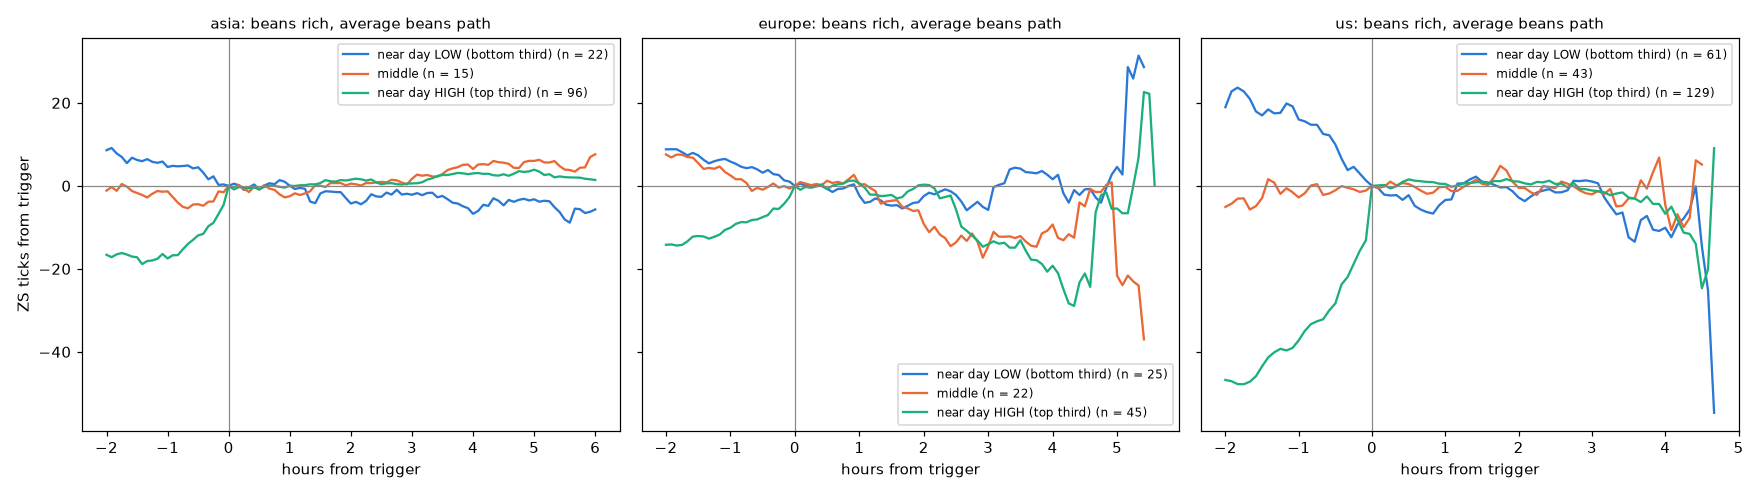 asia: beans rich, average beans path
near day LOW (bottom third) (n = 22)
middle (n = 15)
near day HIGH (top third) (n = 96)
ZS ticks from trigger
20
0
−20
−40
−2 −1 0 1 2 3 4 5 6
hours from trigger
europe: beans rich, average beans path
near day LOW (bottom third) (n = 25)
middle (n = 22)
near day HIGH (top third) (n = 45)
−2 −1 0 1 2 3 4 5
hours from trigger
us: beans rich, average beans path
near day LOW (bottom third) (n = 61)
middle (n = 43)
near day HIGH (top third) (n = 129)
−2 −1 0 1 2 3 4 5
hours from trigger